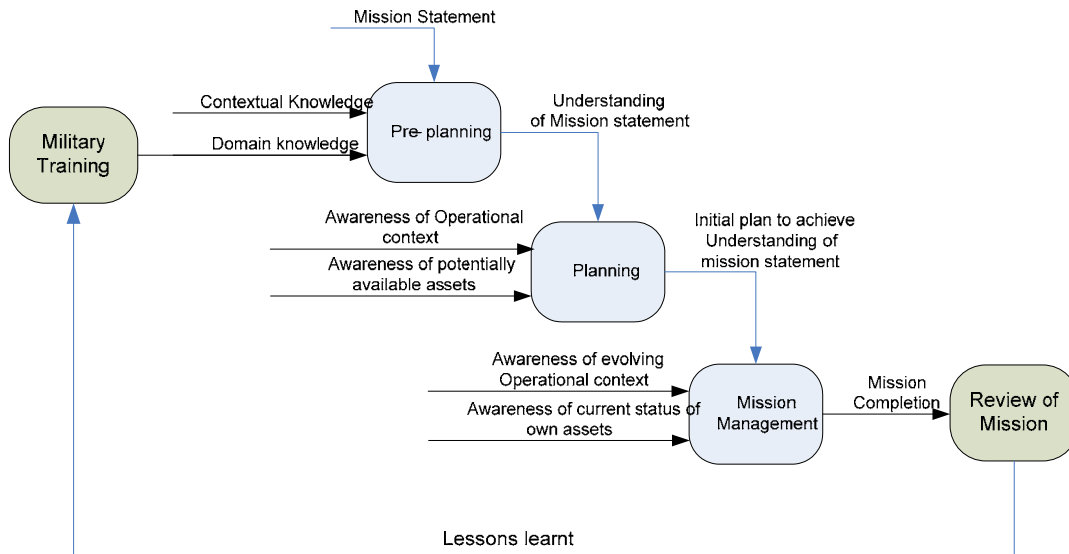 Mission Statement
Contextual Knowledge
Pre- planning
Domain knowledge
Military
Training
Understanding
of Mission statement
Awareness of Operational
context
Awareness of potentially
available assets
Planning
Initial plan to achieve
Understanding of
mission statement
Awareness of evolving
Operational context
Awareness of current status of
own assets
Mission
Management
Mission
Completion
Review of
Mission
Lessons learnt